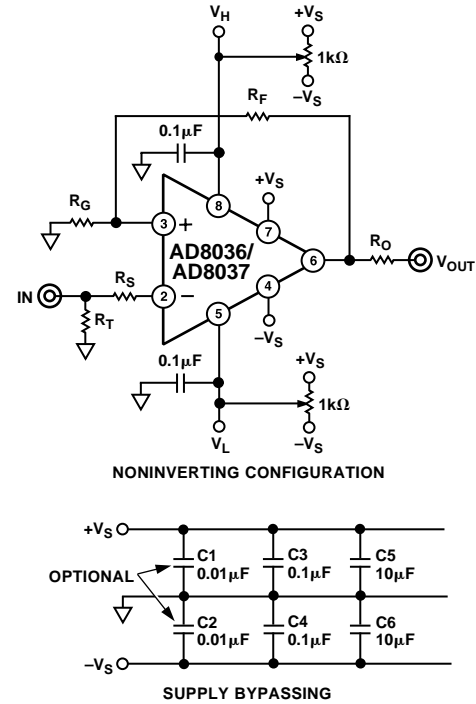 V_H
+V_S
1kΩ
–V_S
R_F
0.1μF
R_G
8
+V_S
3
+
7
AD8036/
AD8037
6
R_O
V_OUT
IN
R_S
2
–
R_T
4
5
–V_S
0.1μF
+V_S
1kΩ
–V_S
V_L
NONINVERTING CONFIGURATION
+V_S
OPTIONAL
C1
0.01μF
C3
0.1μF
C5
10μF
C2
0.01μF
C4
0.1μF
C6
10μF
–V_S
SUPPLY BYPASSING